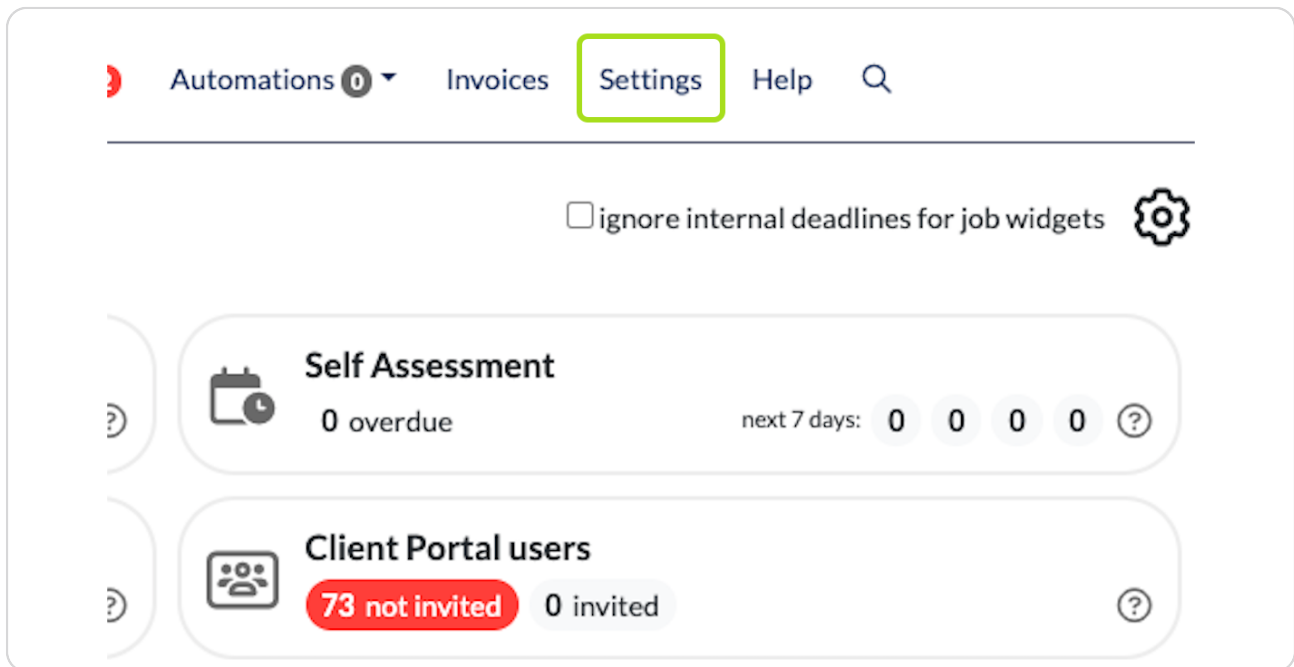 Automations 0 Invoices Settings Help
ignore internal deadlines for job widgets
Self Assessment
0 overdue next 7 days: 0 0 0 0 ?
Client Portal users
73 not invited 0 invited ?